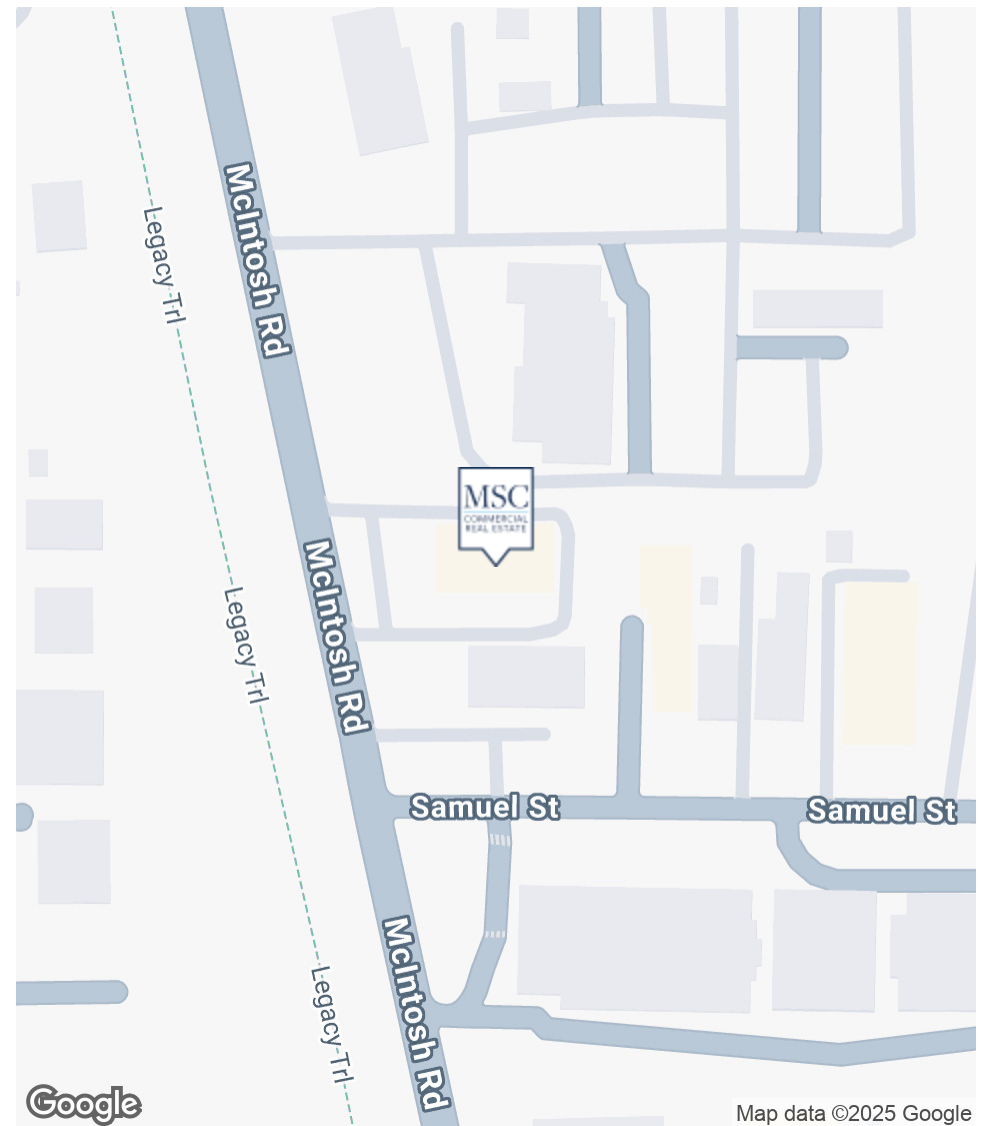 McIntosh Rd
Legacy Trl
MSC
COMMERCIAL
REAL ESTATE
McIntosh Rd
Legacy Trl
Samuel St
Samuel St
McIntosh Rd
Legacy Trl
Google
Map data ©2025 Google